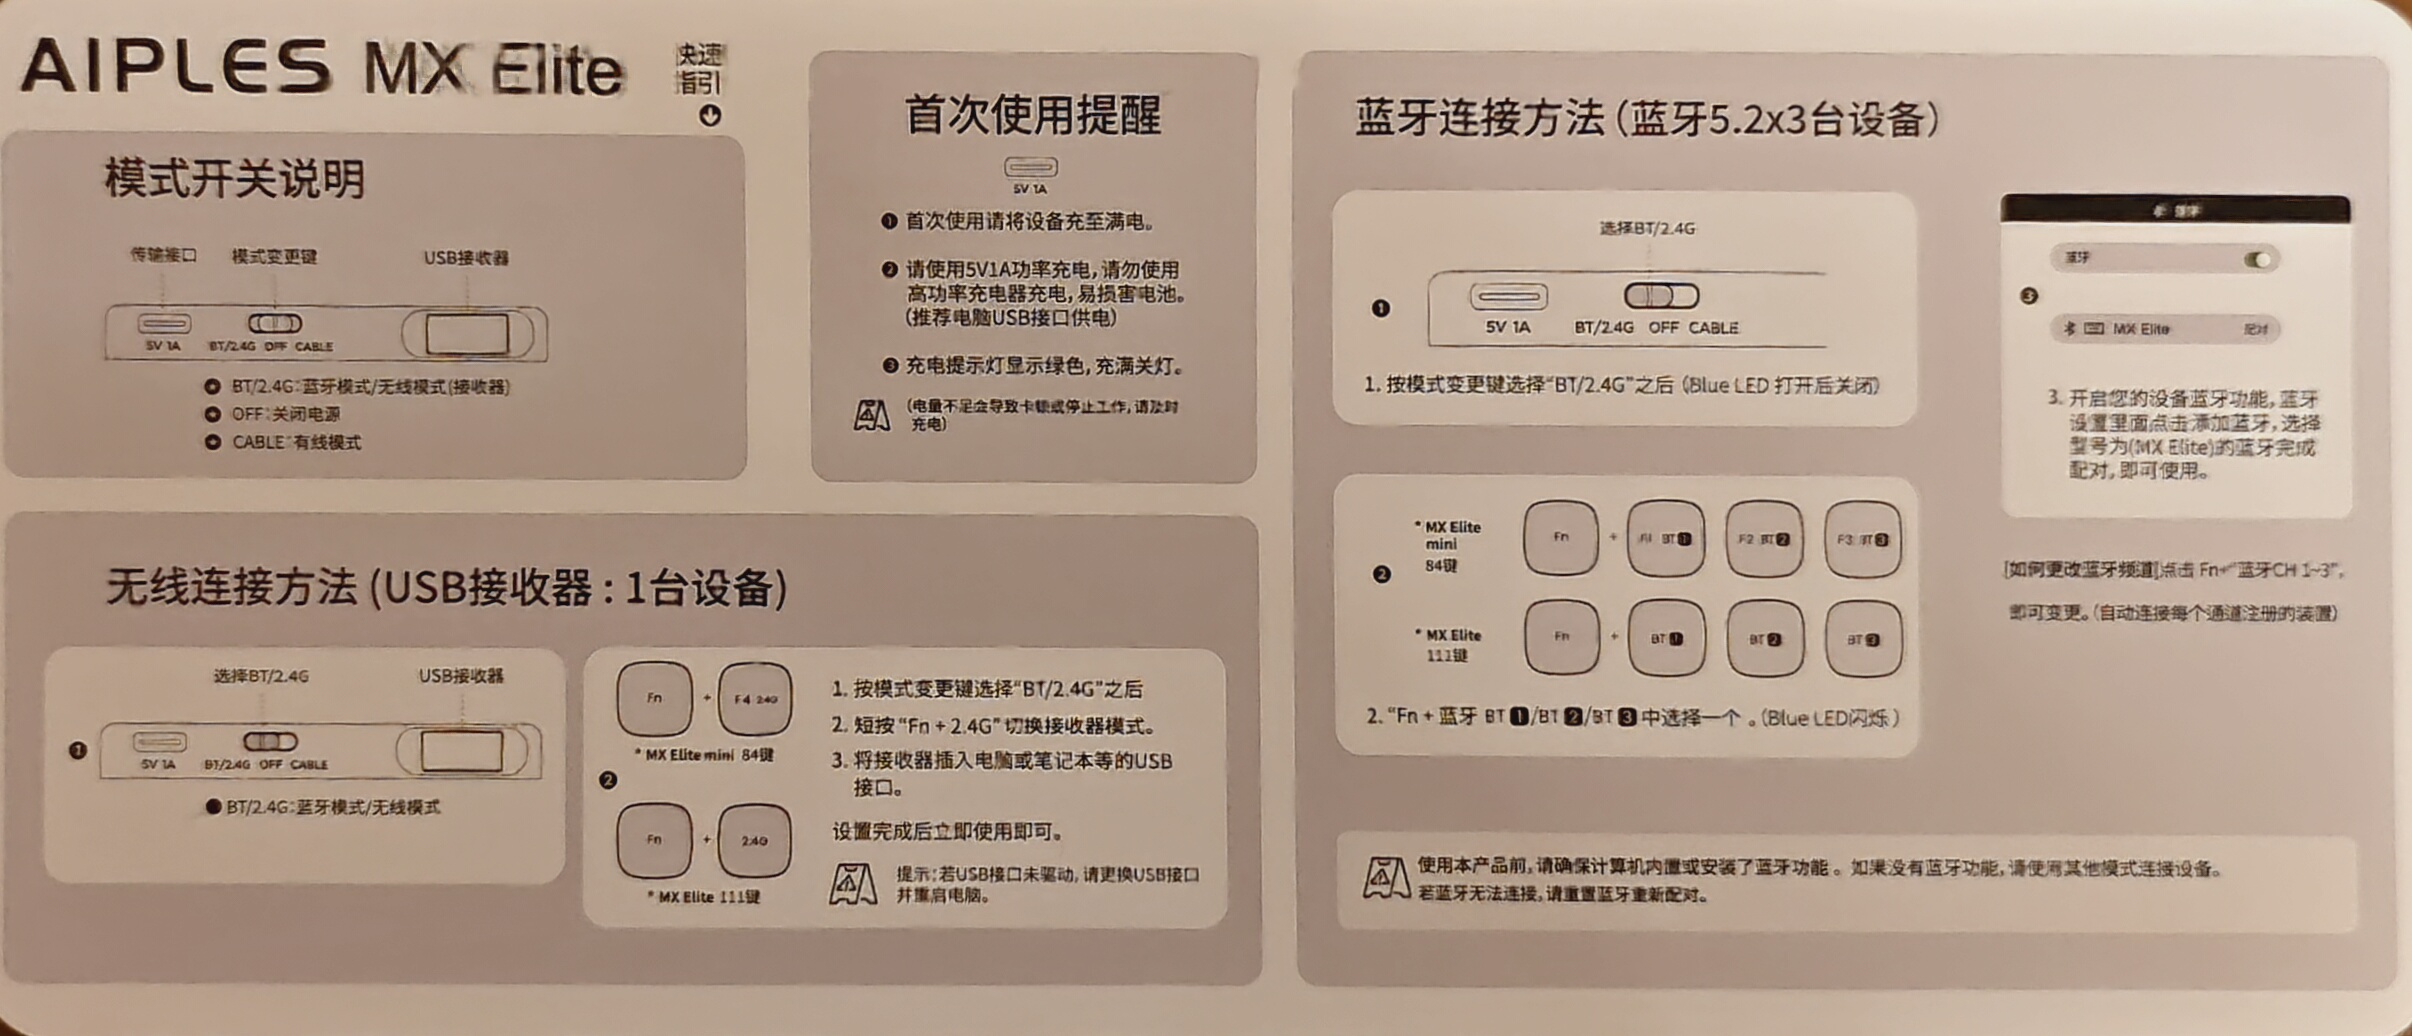 AIPLES MX Elite
快速
指引
模式开关说明
传输接口 模式变更键 USB接收器
5V 1A BT/2.4G OFF CABLE
BT/2.4G:蓝牙模式/无线模式(接收器)
OFF:关闭电源
CABLE:有线模式
首次使用提醒
5V 1A
❶ 首次使用请将设备充至满电。
❷ 请使用5V1A功率充电,请勿使用
高功率充电器充电,易损害电池。
(推荐电脑USB接口供电)
❸ 充电提示灯显示绿色,充满关灯。
(电量不足会导致卡顿或停止工作,请及时
充电)
无线连接方法 (USB接收器 : 1台设备)
选择BT/2.4G USB接收器
❶
5V 1A BT/2.4G OFF CABLE
BT/2.4G:蓝牙模式/无线模式
❷
Fn + F4 2.4G
* MX Elite mini 84键
Fn + 2.4G
* MX Elite 111键
1. 按模式变更键选择“BT/2.4G”之后
2. 短按 “Fn + 2.4G” 切换接收器模式。
3. 将接收器插入电脑或笔记本等的USB
接口。
设置完成后立即使用即可。
提示:若USB接口未驱动,请更换USB接口
并重启电脑。
蓝牙连接方法 (蓝牙5.2x3台设备)
选择BT/2.4G
❶
5V 1A BT/2.4G OFF CABLE
1. 按模式变更键选择“BT/2.4G”之后 (Blue LED 打开后关闭)
❷
* MX Elite
mini
84键
Fn + F1 BT 1 F2 BT 2 F3 BT 3
* MX Elite
111键
Fn + BT 1 BT 2 BT 3
2. “Fn + 蓝牙 BT 1/BT 2/BT 3 中选择一个 。(Blue LED闪烁 )
蓝牙
蓝牙
❸
MX Elite 配对
3. 开启您的设备蓝牙功能,蓝牙
设置里面点击添加蓝牙,选择
型号为(MX Elite)的蓝牙完成
配对,即可使用。
[如何更改蓝牙频道]点击 Fn+“蓝牙CH 1~3”,
即可变更。(自动连接每个通道注册的装置)
使用本产品前,请确保计算机内置或安装了蓝牙功能 。如果没有蓝牙功能,请使用其他模式连接设备。
若蓝牙无法连接,请重置蓝牙重新配对。